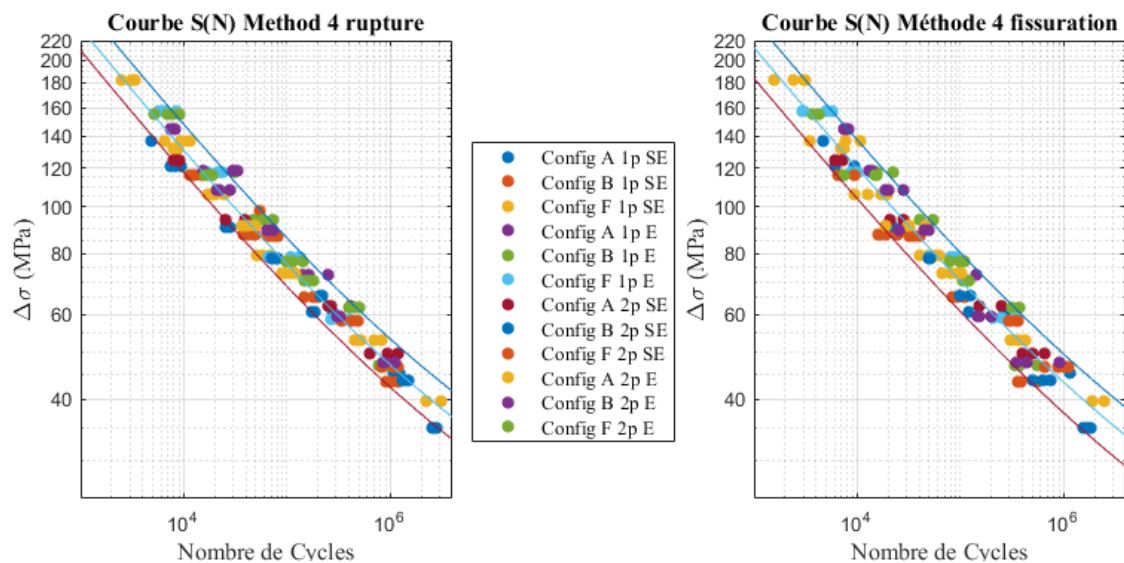 Courbe S(N) Method 4 rupture
220
200
180
160
140
120
100
80
60
40
Δσ (MPa)
10^4
10^6
Nombre de Cycles
Config A 1p SE
Config B 1p SE
Config F 1p SE
Config A 1p E
Config B 1p E
Config F 1p E
Config A 2p SE
Config B 2p SE
Config F 2p SE
Config A 2p E
Config B 2p E
Config F 2p E
Courbe S(N) Méthode 4 fissuration
220
200
180
160
140
120
100
80
60
40
Δσ (MPa)
10^4
10^6
Nombre de Cycles